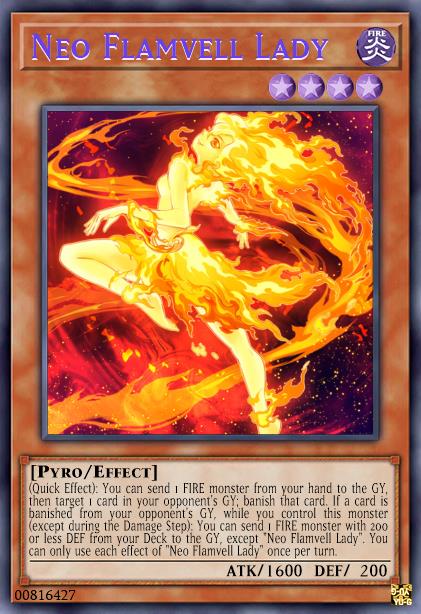 NEO FLAMVELL LADY
FIRE
炎
[PYRO/EFFECT]
(Quick Effect): You can send 1 FIRE monster from your hand to the GY,
then target 1 card in your opponent's GY; banish that card. If a card is
banished from your opponent's GY, while you control this monster
(except during the Damage Step): You can send 1 FIRE monster with 200
or less DEF from your Deck to the GY, except "Neo Flamvell Lady". You
can only use each effect of "Neo Flamvell Lady" once per turn.
ATK/1600 DEF/ 200
00816427